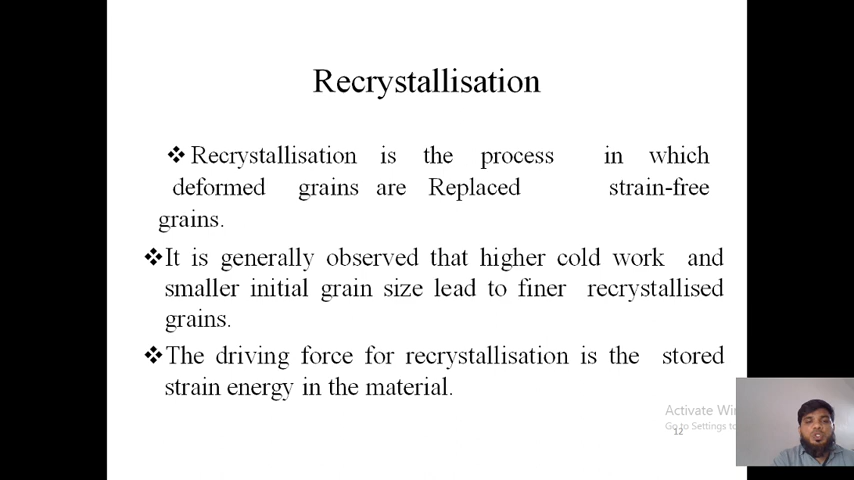 Recrystallisation
❖Recrystallisation is the process in which
deformed grains are Replaced strain-free
grains.
❖It is generally observed that higher cold work and
smaller initial grain size lead to finer recrystallised
grains.
❖The driving force for recrystallisation is the stored
strain energy in the material.
Activate Win
Go to Settings to
12